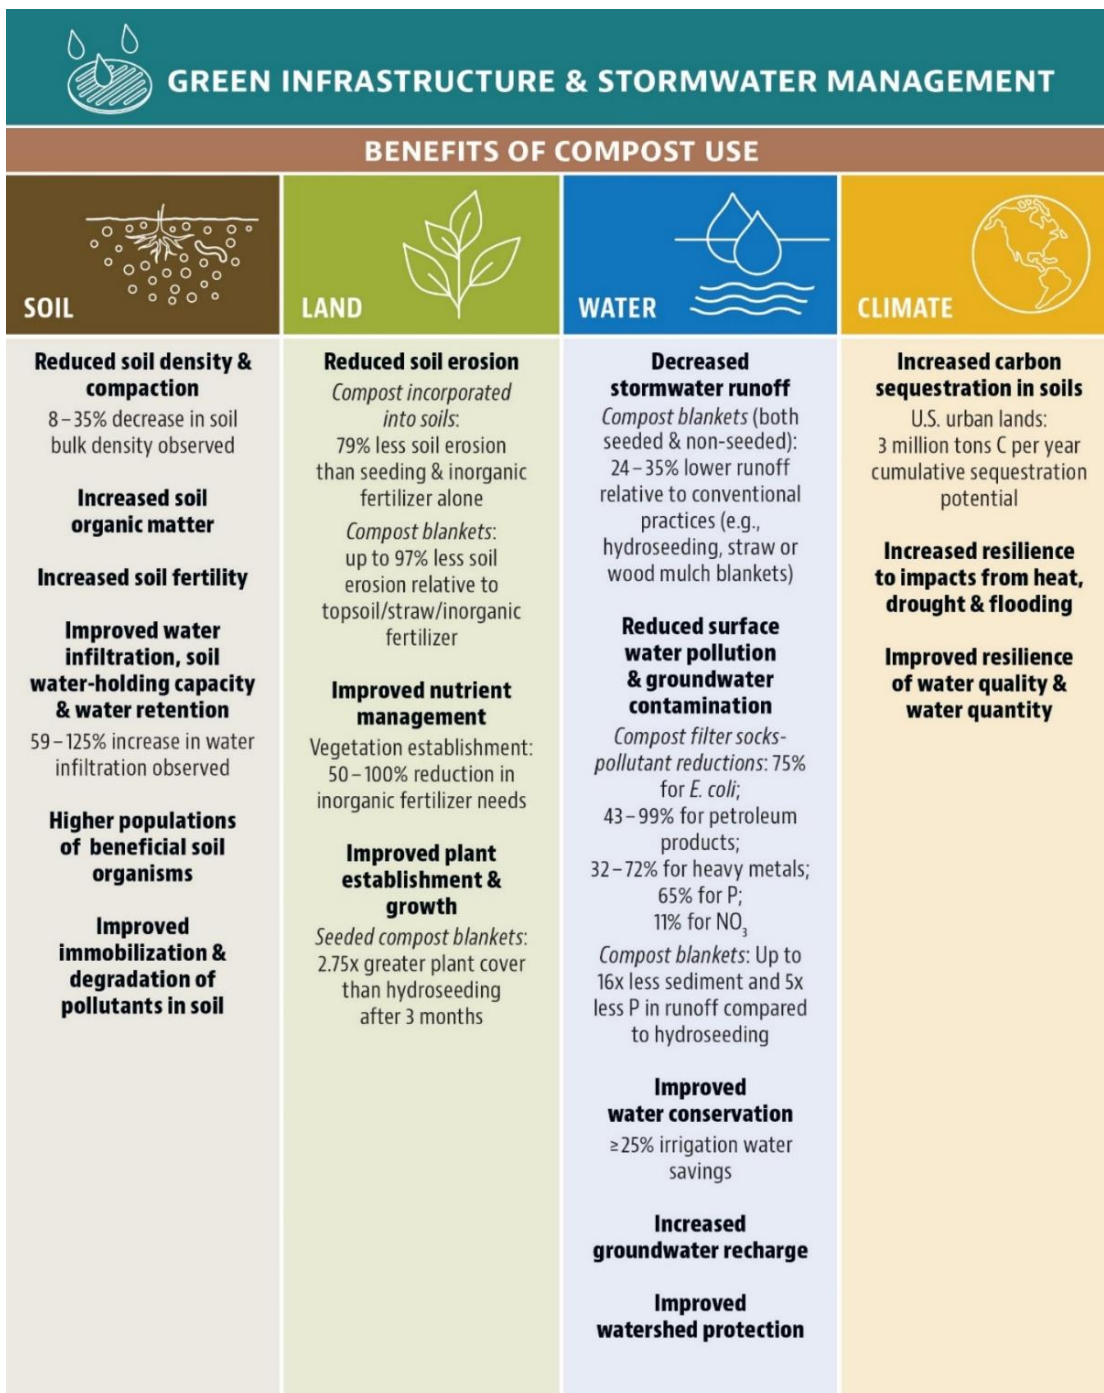 GREEN INFRASTRUCTURE & STORMWATER MANAGEMENT
BENEFITS OF COMPOST USE
SOIL
Reduced soil density &
compaction
8–35% decrease in soil
bulk density observed
Increased soil
organic matter
Increased soil fertility
Improved water
infiltration, soil
water-holding capacity
& water retention
59–125% increase in water
infiltration observed
Higher populations
of beneficial soil
organisms
Improved
immobilization &
degradation of
pollutants in soil
LAND
Reduced soil erosion
Compost incorporated
into soils:
79% less soil erosion
than seeding & inorganic
fertilizer alone
Compost blankets:
up to 97% less soil
erosion relative to
topsoil/straw/inorganic
fertilizer
Improved nutrient
management
Vegetation establishment:
50–100% reduction in
inorganic fertilizer needs
Improved plant
establishment &
growth
Seeded compost blankets:
2.75x greater plant cover
than hydroseeding
after 3 months
WATER
Decreased
stormwater runoff
Compost blankets (both
seeded & non-seeded):
24–35% lower runoff
relative to conventional
practices (e.g.,
hydroseeding, straw or
wood mulch blankets)
Reduced surface
water pollution
& groundwater
contamination
Compost filter socks-
pollutant reductions: 75%
for E. coli;
43–99% for petroleum
products;
32–72% for heavy metals;
65% for P;
11% for NO₃
Compost blankets: Up to
16x less sediment and 5x
less P in runoff compared
to hydroseeding
Improved
water conservation
≥25% irrigation water
savings
Increased
groundwater recharge
Improved
watershed protection
CLIMATE
Increased carbon
sequestration in soils
U.S. urban lands:
3 million tons C per year
cumulative sequestration
potential
Increased resilience
to impacts from heat,
drought & flooding
Improved resilience
of water quality &
water quantity